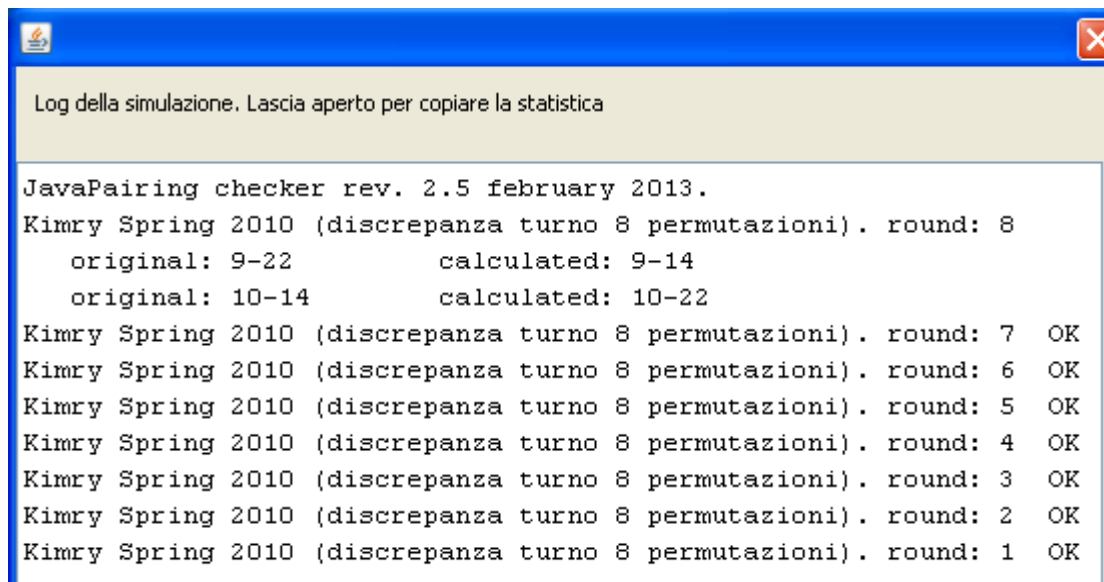 Log della simulazione. Lascia aperto per copiare la statistica
JavaPairing checker rev. 2.5 february 2013.
Kimry Spring 2010 (discrepanza turno 8 permutazioni). round: 8
original: 9-22 calculated: 9-14
original: 10-14 calculated: 10-22
Kimry Spring 2010 (discrepanza turno 8 permutazioni). round: 7 OK
Kimry Spring 2010 (discrepanza turno 8 permutazioni). round: 6 OK
Kimry Spring 2010 (discrepanza turno 8 permutazioni). round: 5 OK
Kimry Spring 2010 (discrepanza turno 8 permutazioni). round: 4 OK
Kimry Spring 2010 (discrepanza turno 8 permutazioni). round: 3 OK
Kimry Spring 2010 (discrepanza turno 8 permutazioni). round: 2 OK
Kimry Spring 2010 (discrepanza turno 8 permutazioni). round: 1 OK